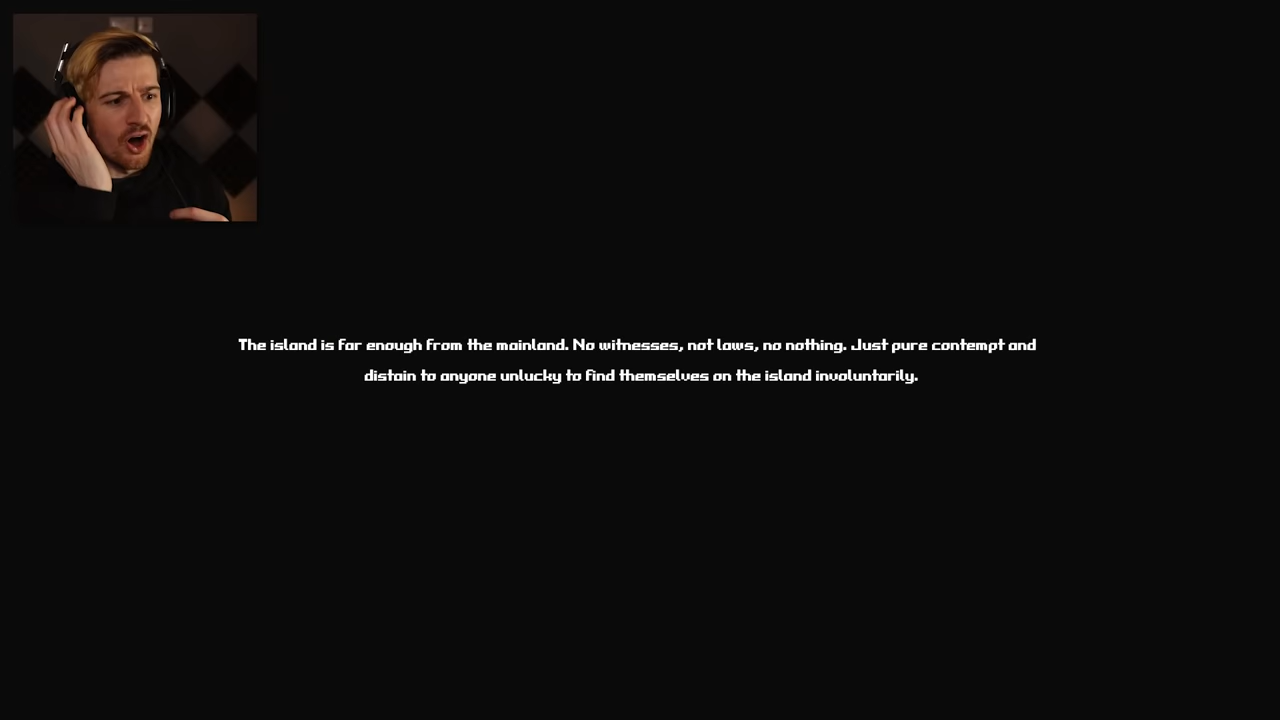 The island is far enough from the mainland. No witnesses, not laws, no nothing. Just pure contempt and
distain to anyone unlucky to find themselves on the island involuntarily.